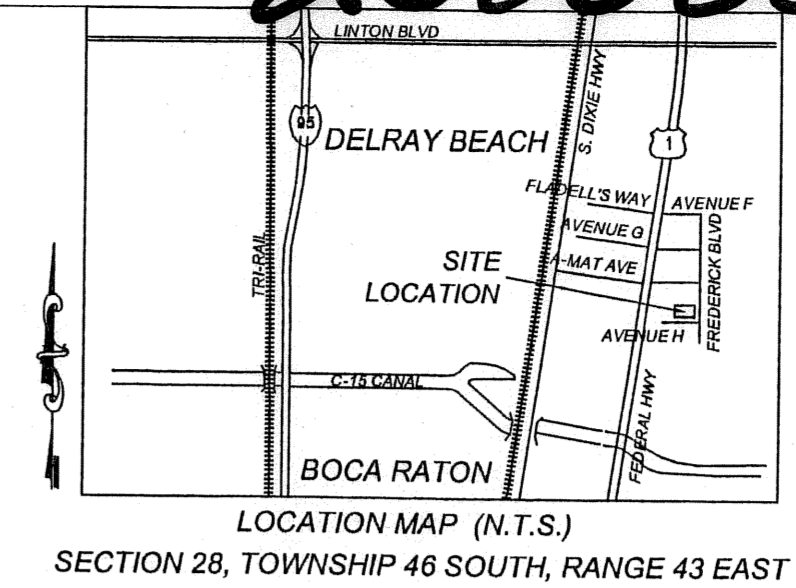 LINTON BLVD
95
DELRAY BEACH
S. DIXIE HWY
1
FLADELL'S WAY
AVENUE F
AVENUE G
FREDERICK BLVD
TRI-RAIL
SITE
LOCATION
A-MAT AVE
AVENUE H
C-15 CANAL
FEDERAL HWY
BOCA RATON
LOCATION MAP (N.T.S.)
SECTION 28, TOWNSHIP 46 SOUTH, RANGE 43 EAST